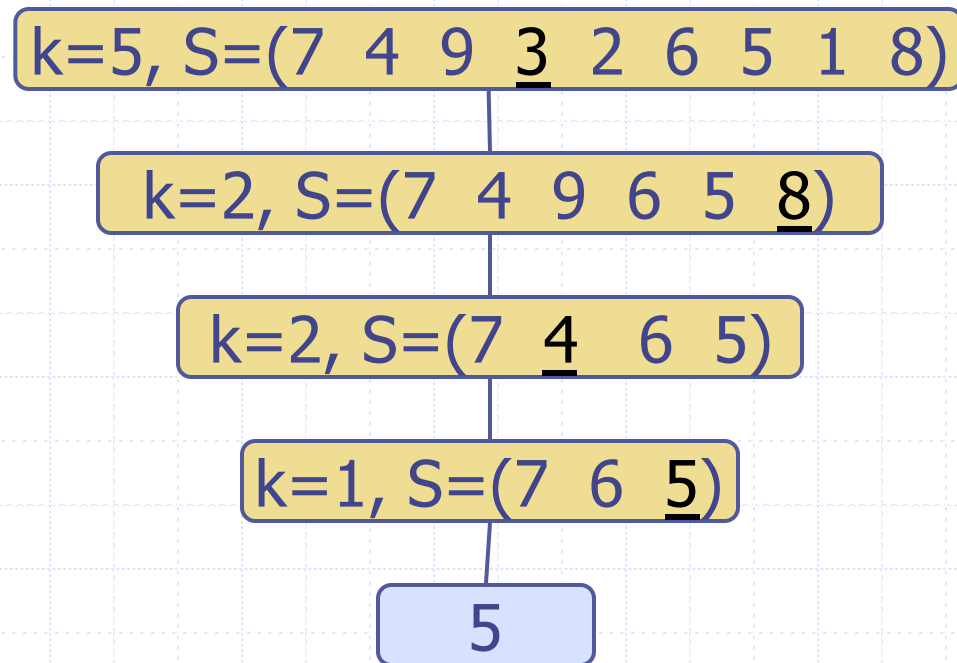 k=5, S=(7 4 9 3 2 6 5 1 8)
k=2, S=(7 4 9 6 5 8)
k=2, S=(7 4 6 5)
k=1, S=(7 6 5)
5